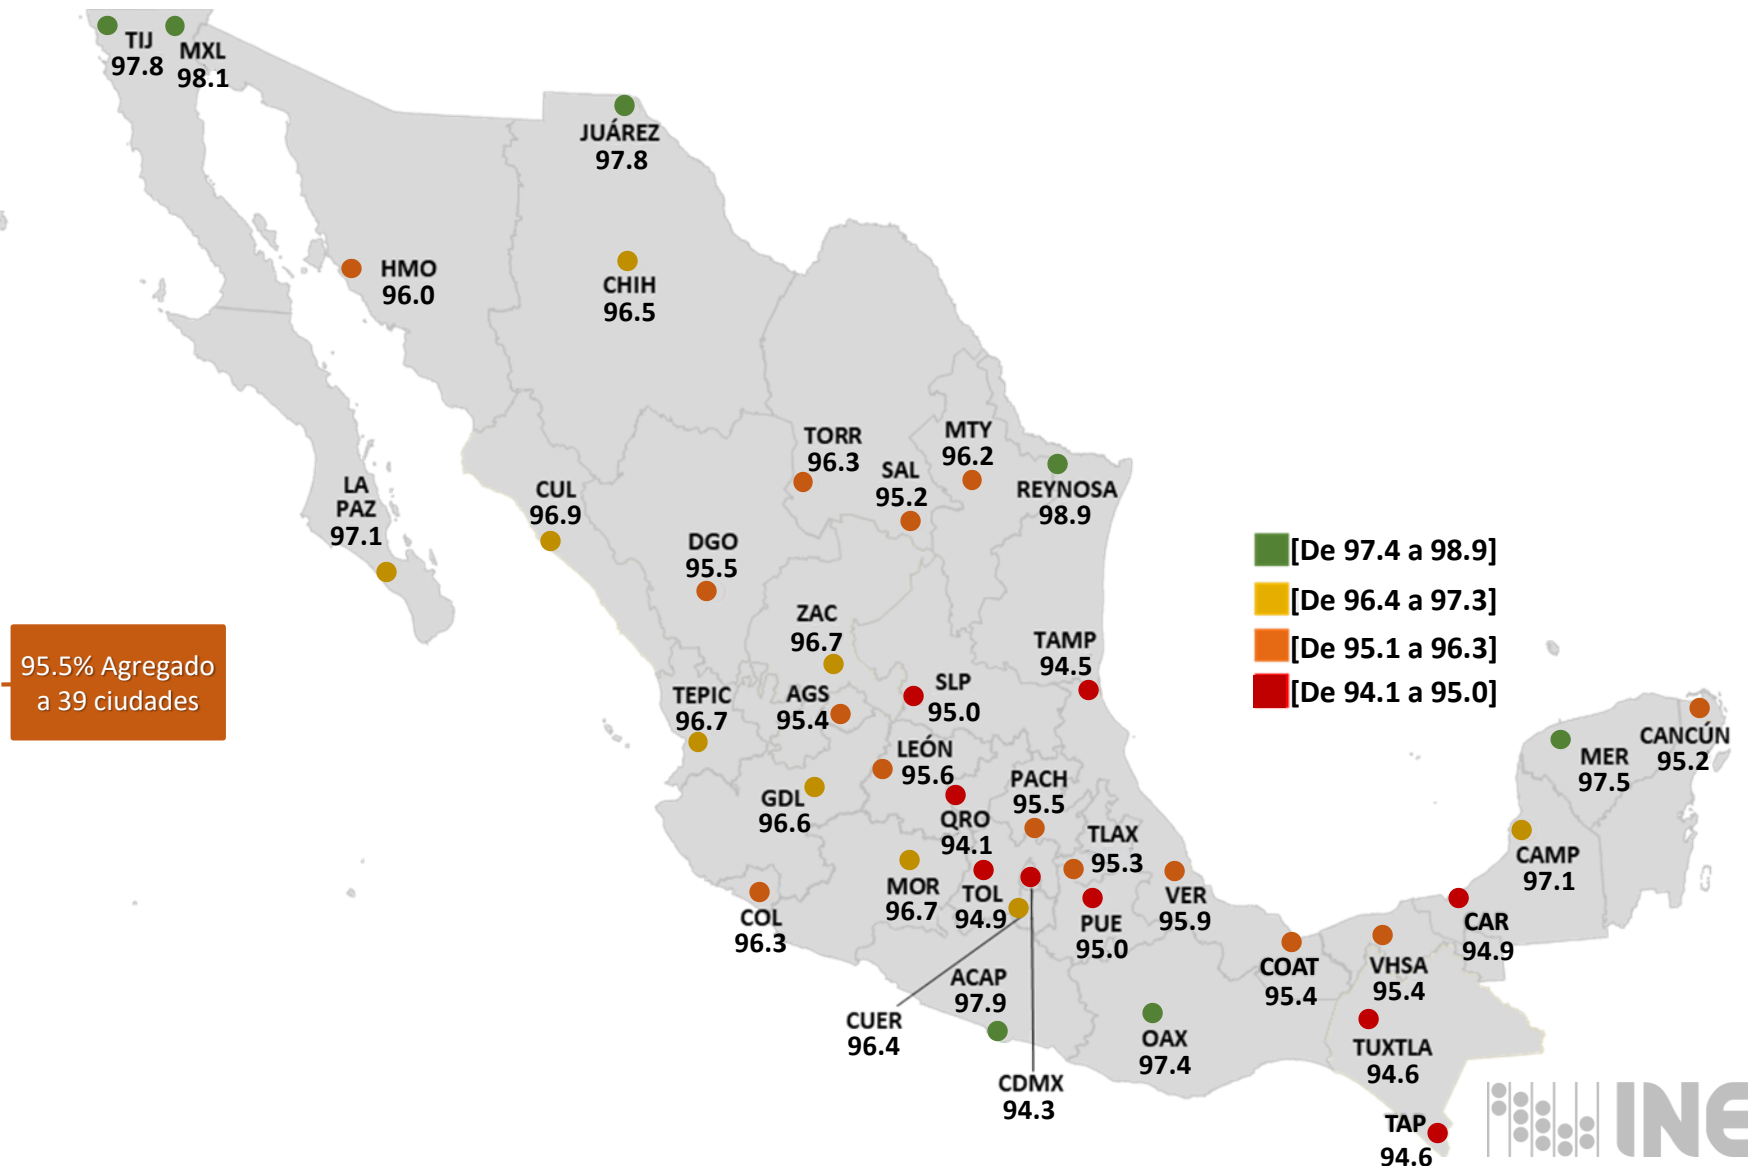 TIJ
97.8
MXL
98.1
JUÁREZ
97.8
HMO
96.0
CHIH
96.5
TORR
96.3
MTY
96.2
SAL
95.2
REYNOSA
98.9
LA
PAZ
97.1
CUL
96.9
DGO
95.5
[De 97.4 a 98.9]
[De 96.4 a 97.3]
[De 95.1 a 96.3]
[De 94.1 a 95.0]
95.5% Agregado
a 39 ciudades
ZAC
96.7
TAMP
94.5
TEPIC
96.7
AGS
95.4
SLP
95.0
LEÓN
95.6
PACH
95.5
GDL
96.6
QRO
94.1
TLAX
95.3
MER
97.5
CANCÚN
95.2
CAMP
97.1
MOR
96.7
TOL
94.9
COL
96.3
PUE
95.0
VER
95.9
CAR
94.9
COAT
95.4
VHSA
95.4
ACAP
97.9
CUER
96.4
OAX
97.4
CDMX
94.3
TUXTLA
94.6
TAP
94.6
INE